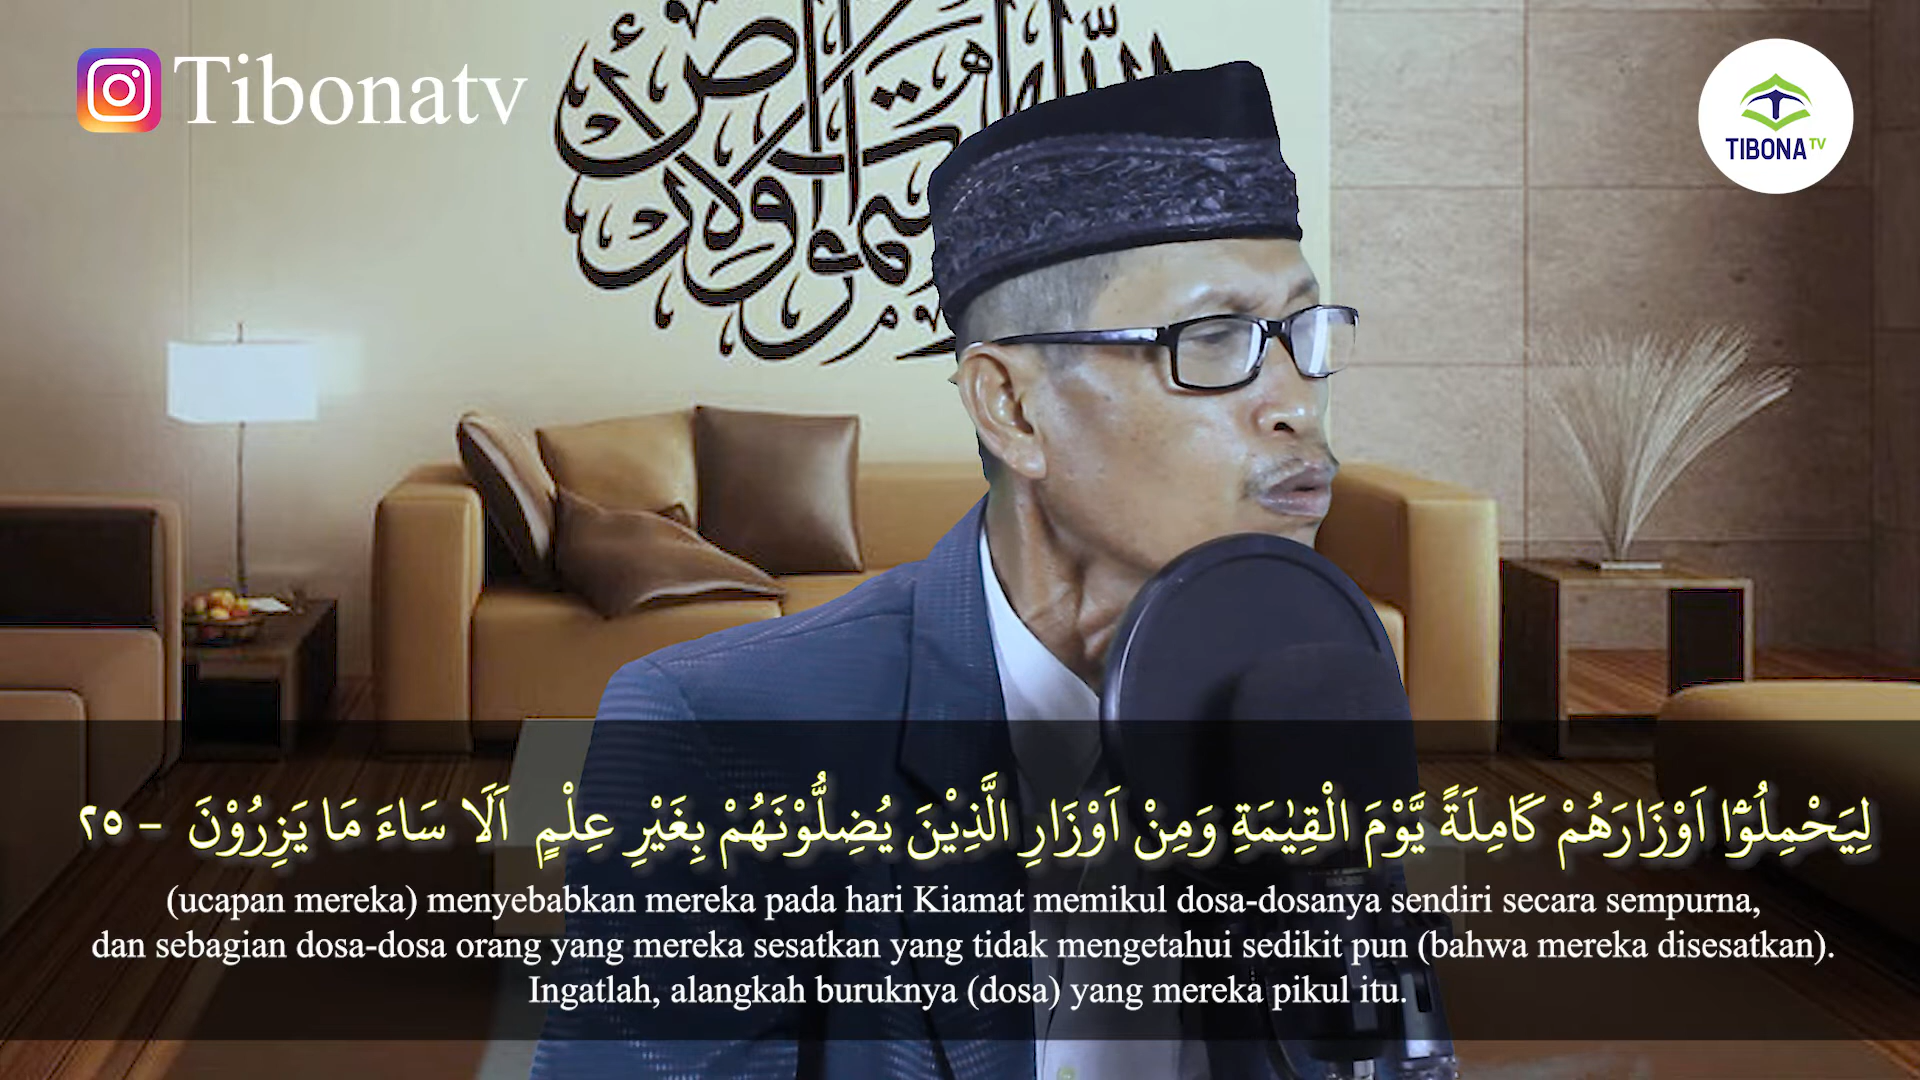 Tibonatv
TIBONA TV
لِيَحْمِلُوْٓا اَوْزَارَهُمْ كَامِلَةً يَّوْمَ الْقِيٰمَةِ وَمِنْ اَوْزَارِ الَّذِيْنَ يُضِلُّوْنَهُمْ بِغَيْرِ عِلْمٍ اَلَا سَاۤءَ مَا يَزِرُوْنَ – ٢٥
(ucapan mereka) menyebabkan mereka pada hari Kiamat memikul dosa-dosanya sendiri secara sempurna,
dan sebagian dosa-dosa orang yang mereka sesatkan yang tidak mengetahui sedikit pun (bahwa mereka disesatkan).
Ingatlah, alangkah buruknya (dosa) yang mereka pikul itu.